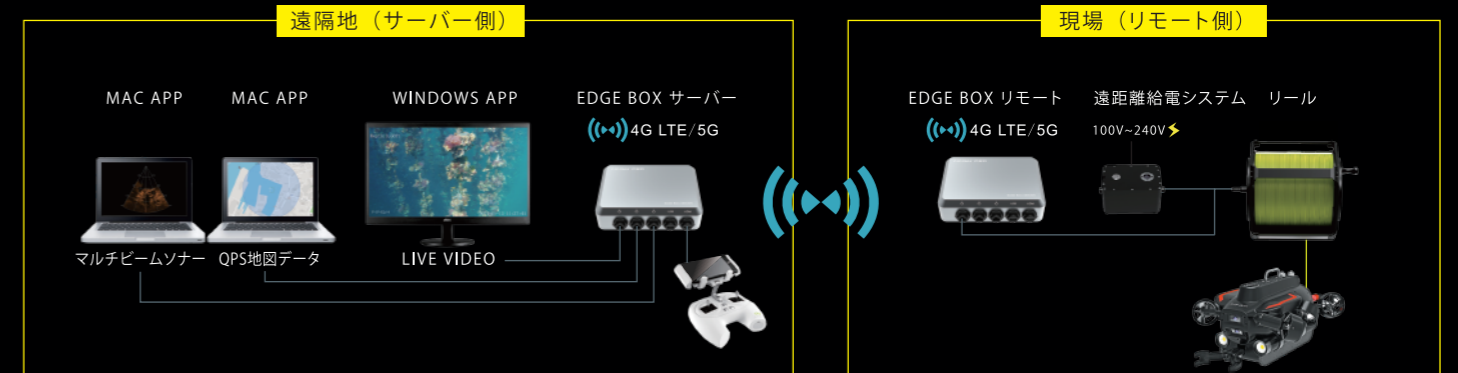 遠隔地（サーバー側）
MAC APP
MAC APP
WINDOWS APP
EDGE BOX サーバー
4G LTE/5G
マルチビームソナー
QPS地図データ
LIVE VIDEO
現場（リモート側）
EDGE BOX リモート
4G LTE/5G
遠距離給電システム
100V~240V
リール